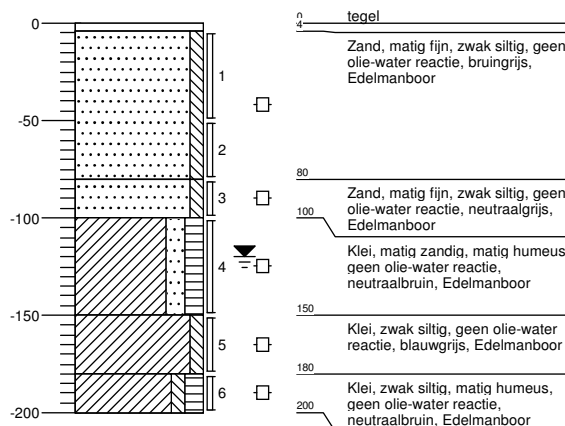 0
-50
-100
-150
-200
1
2
3
4
5
6
0
4
tegel
Zand, matig fijn, zwak siltig, geen
olie-water reactie, bruingrijs,
Edelmanboor
80
Zand, matig fijn, zwak siltig, geen
olie-water reactie, neutraalgrijs,
Edelmanboor
100
Klei, matig zandig, matig humeus
geen olie-water reactie,
neutraalbruin, Edelmanboor
150
Klei, zwak siltig, geen olie-water
reactie, blauwgrijs, Edelmanboor
180
Klei, zwak siltig, matig humeus,
geen olie-water reactie,
neutraalbruin, Edelmanboor
200